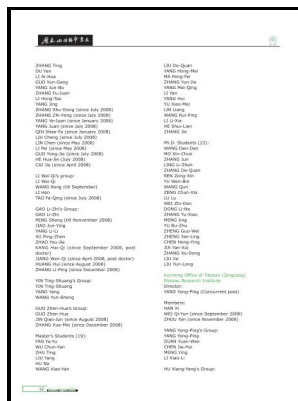 ZHANG Ting
DU Yan
LI Ai-Hua
GUO Yun-Gang
YANG Jun-Bo
ZHANG Fu-Juan
LI Hong-Tao
YANG Jing
ZHANG Shu-Dong (since July 2008)
ZHANG Zhi-Feng (since July 2008)
YANG Ya-Juan (since January 2008)
YANG Juan (since July 2008)
QIN Shao-Fa (since January 2008)
LIU Cheng (since July 2008)
LIN Chen (since May 2008)
LI Me (since May 2008)
GUO Yong-Jie (since July 2008)
HE Hua-Jie (July 2008)
CAI Jie (since April 2008)
LI Wei-Qi's group:
LI Wei-Qi
WANG Rong (till September)
LI Han
TAO Fa-Qing (since July 2008)
GAO Li-Zhi's Group:
GAO Li-Zhi
PENG Sheng (till November 2008)
JIAO Jun-Ying
YANG Li-Li
XU Ping-Zhen
ZHAO You-Jie
KANG Hai-Qi (since September 2008, post
doctor)
JIANG Wen-Qi (since April 2008, post doctor)
HUANG Hui (since August 2008)
ZHANG Li-Ping (since December 2008)
YIN Ting-Shuang's Group:
YIN Ting-Shuang
YANG Yang
WANG Yun-Sheng
GUO Zhen-Hua's Group:
GUO Zhen-Hua
JIN Qiao-Jun (since August 2008)
ZHANG Xue-Mei (since December 2008)
Master's Students (19):
FAN Wu
WU Chun-Yan
ZHU Ting
LIU Yang
HU Na
WANG Xiao-Yan
LIU De-Quan
YANG Hong-Mei
MA Peng-Fei
ZHANG Yun-Ze
YANG Mei-Qing
LI Yan
YANG Hui
YU Xiao-Mei
LIN Liang
WANG Rui-Ping
LI Li-Xia
HE Shui-Lian
ZHANG Jie
Ph.D. Students (22):
WANG Dan-Dan
MO Xin-Chun
ZHANG Jun
LING Li-Zhen
ZHANG De-Quan
REN Zong-Xin
YU Wen-Bin
WANG Qun
ZENG Chun-Xia
LU Lu
WEI Zhi-Dan
DONG Li-Na
ZHANG Yu-Xiao
MENG Jing
YU Bu-Zhu
ZHENG Guo-Wei
ZHENG Yan-Ling
CHEN Hong-Feng
JIA Yan-Xia
ZHANG Xu-Dong
LIU Jie
LIU Yun-Long
Kunming Office of Tibetan (Qingzang)
Plateau Research Institute
Director:
YANG Yong-Ping (Concurrent post)
Members:
HAN Xi
WEI Qi-Yun (since September 2008)
ZHOU Yan (since November 2008)
YANG Yong-Ping's Group:
YANG Yong-Ping
DUAN Yuan-Wen
CHEN Jia-Hui
MENG Ying
LI Xiao-Li
HU Xiang-Yang's Group: